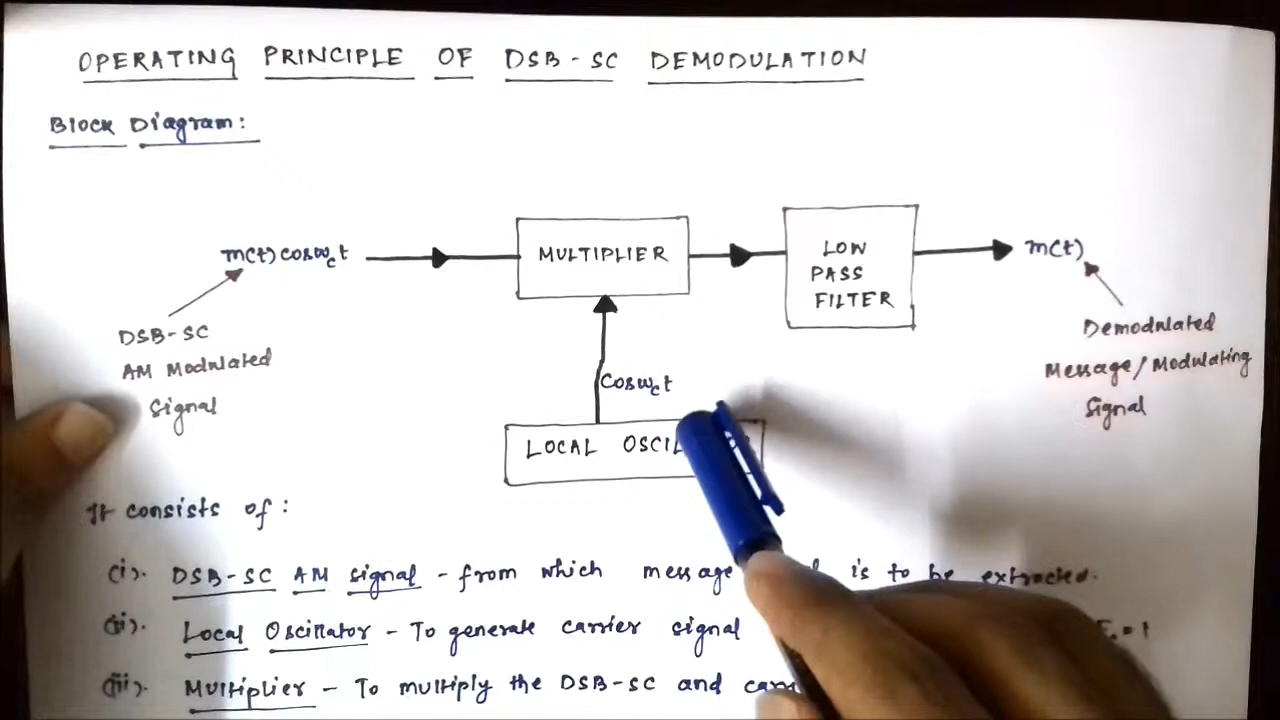 OPERATING PRINCIPLE OF DSB-SC DEMODULATION
Block Diagram:
m(t) cosωct
MULTIPLIER
LOW
PASS
FILTER
m(t)
DSB-SC
AM Modulated
Signal
cosωct
LOCAL
Demodulated
Message/Modulating
Signal
It consists of:
(i). DSB-SC AM signal - from which message is to be extracted.
(ii). Local Oscillator - To generate carrier signal = 1
(iii). Multiplier - To multiply the DSB-SC and